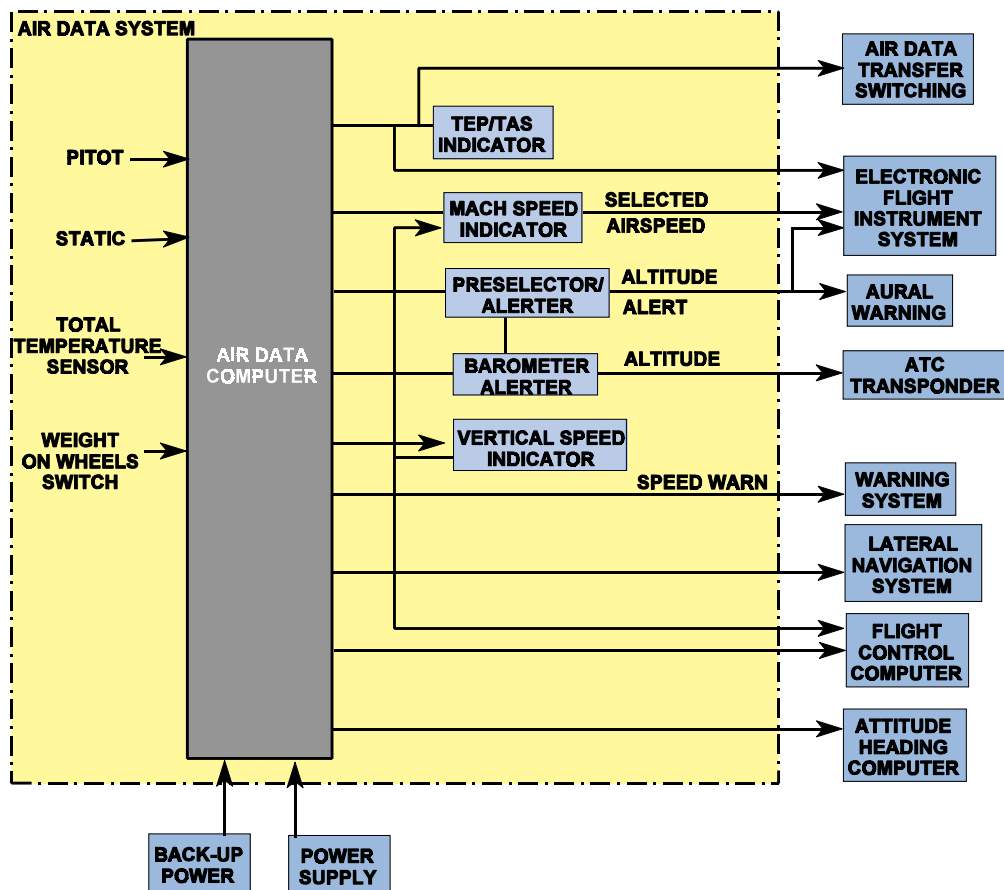 AIR DATA SYSTEM
PITOT
STATIC
TOTAL
TEMPERATURE
SENSOR
WEIGHT
ON WHEELS
SWITCH
AIR DATA
COMPUTER
TEP/TAS
INDICATOR
MACH SPEED
INDICATOR
SELECTED
AIRSPEED
PRESELECTOR/
ALERTER
ALTITUDE
ALERT
BAROMETER
ALERTER
ALTITUDE
VERTICAL SPEED
INDICATOR
SPEED WARN
AIR DATA
TRANSFER
SWITCHING
ELECTRONIC
FLIGHT
INSTRUMENT
SYSTEM
AURAL
WARNING
ATC
TRANSPONDER
WARNING
SYSTEM
LATERAL
NAVIGATION
SYSTEM
FLIGHT
CONTROL
COMPUTER
ATTITUDE
HEADING
COMPUTER
BACK-UP
POWER
POWER
SUPPLY